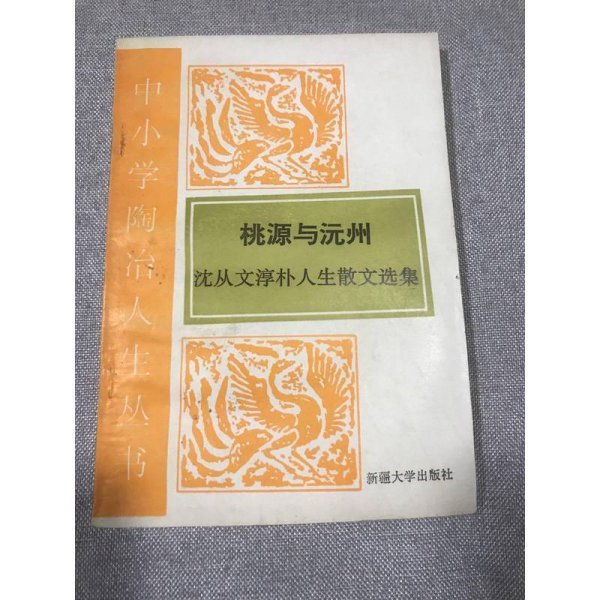 中小学陶冶人生丛书
桃源与沅州
沈从文淳朴人生散文选集
新疆大学出版社